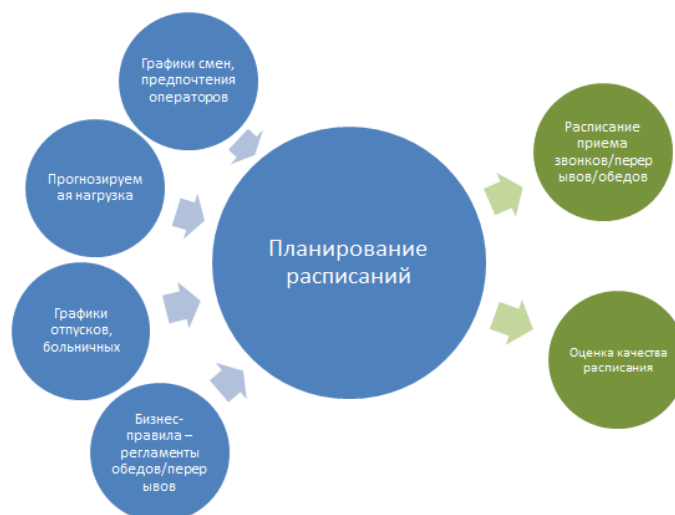 Графики смен,
предпочтения
операторов
Прогнозируем
ая нагрузка
Графики
отпусков,
больничных
Бизнес-
правила –
регламенты
обедов/перер
ывов
Планирование
расписаний
Расписание
приема
звонков/перер
ывов/обедов
Оценка качества
расписания